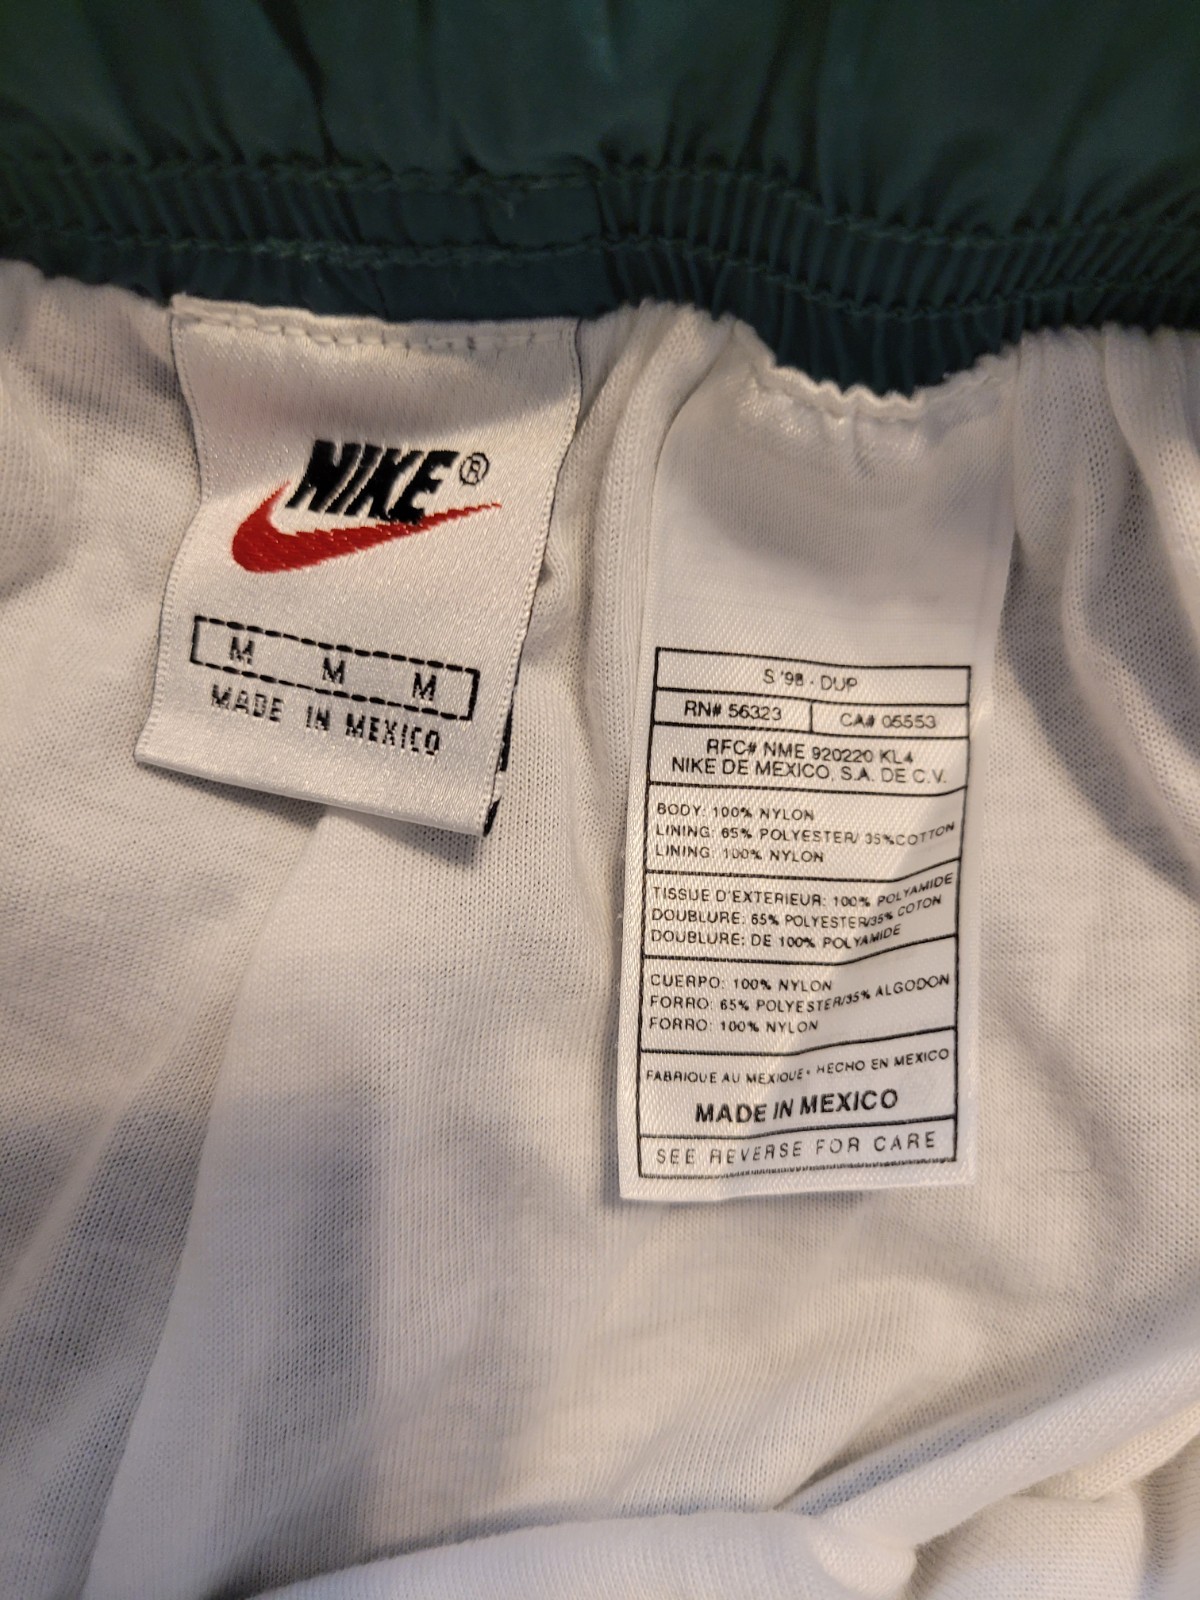 NIKE®
M M M
MADE IN MEXICO
S '98 · DUP
RN# 56323
CA# 05553
RFC# NME 920220 KL4
NIKE DE MEXICO, S.A. DE C.V.
BODY: 100% NYLON
LINING: 65% POLYESTER/ 35%COTTON
LINING: 100% NYLON
TISSUE D'EXTERIEUR: 100% POLYAMIDE
DOUBLURE: 65% POLYESTER/35% COTON
DOUBLURE: DE 100% POLYAMIDE
CUERPO: 100% NYLON
FORRO: 65% POLYESTER/35% ALGODON
FORRO: 100% NYLON
FABRIQUE AU MEXIQUE • HECHO EN MEXICO
MADE IN MEXICO
SEE REVERSE FOR CARE